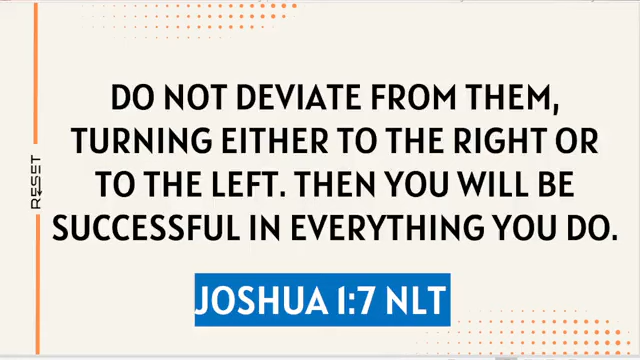 DO NOT DEVIATE FROM THEM,
TURNING EITHER TO THE RIGHT OR
TO THE LEFT. THEN YOU WILL BE
SUCCESSFUL IN EVERYTHING YOU DO.
JOSHUA 1:7 NLT
RESET